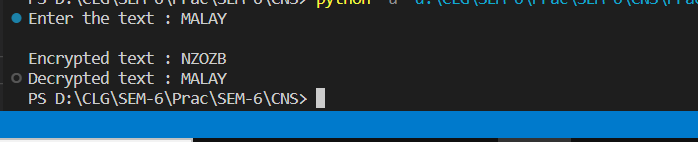 Enter the text : MALAY
Encrypted text : NZOZB
Decrypted text : MALAY
PS D:\CLG\SEM-6\Prac\SEM-6\CNS>